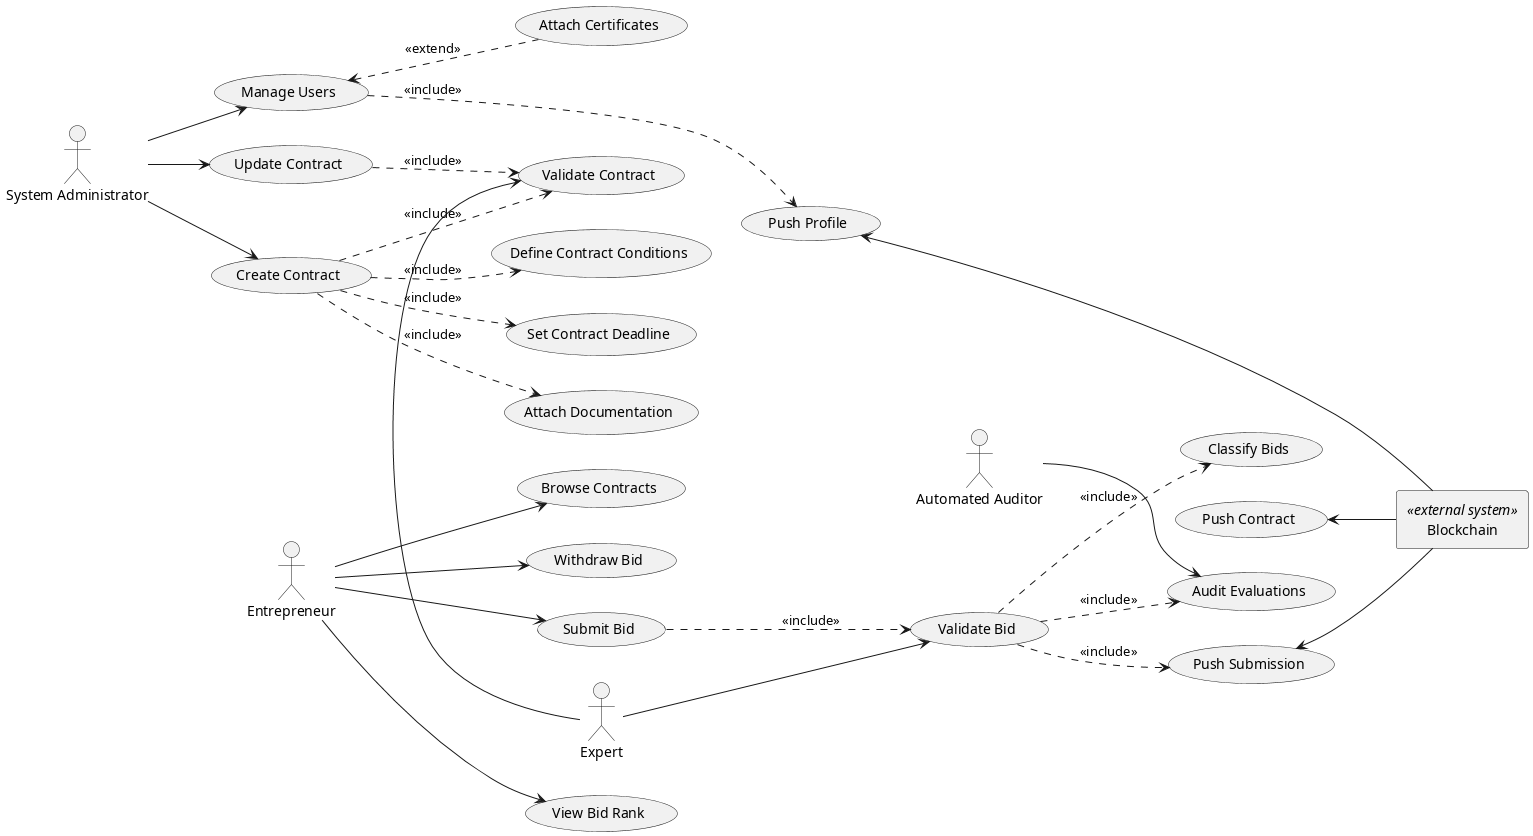 Attach Certificates
«extend»
Manage Users
«include»
Update Contract
«include»
Validate Contract
System Administrator
«include»
Push Profile
Define Contract Conditions
Create Contract
«include»
«include»
Set Contract Deadline
«include»
Attach Documentation
Classify Bids
Browse Contracts
Automated Auditor
«include»
Push Contract
«external system»
Blockchain
Withdraw Bid
Entrepreneur
«include»
Audit Evaluations
Submit Bid
«include»
Validate Bid
«include»
Push Submission
Expert
View Bid Rank